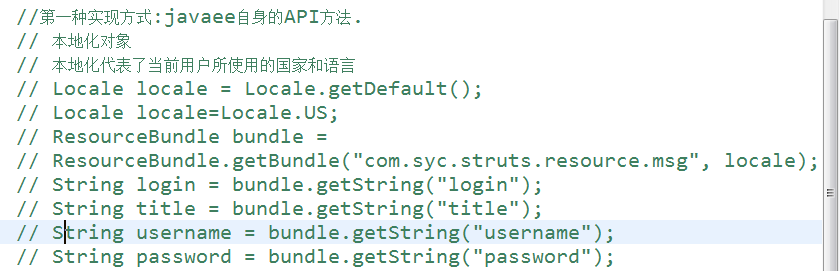 //第一种实现方式:javaee自身的API方法.
// 本地化对象
// 本地化代表了当前用户所使用的国家和语言
// Locale locale = Locale.getDefault();
// Locale locale=Locale.US;
// ResourceBundle bundle =
// ResourceBundle.getBundle("com.syc.struts.resource.msg", locale);
// String login = bundle.getString("login");
// String title = bundle.getString("title");
// String username = bundle.getString("username");
// String password = bundle.getString("password");